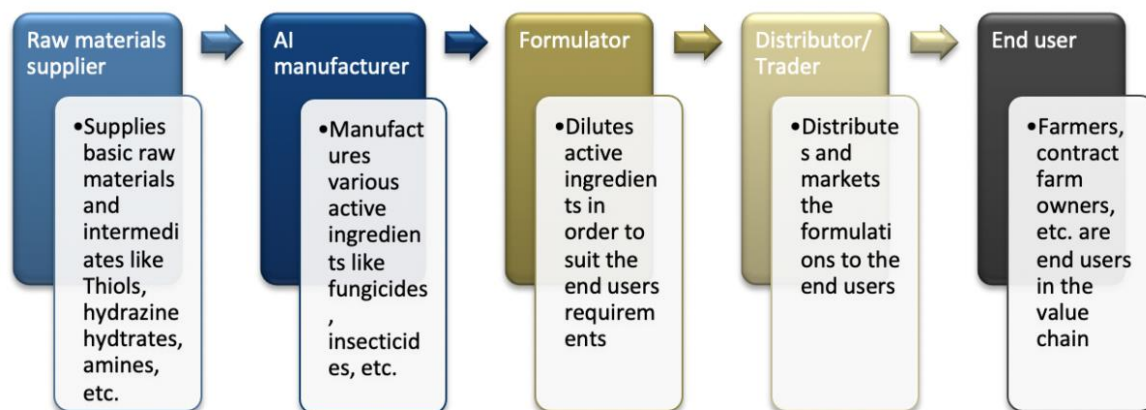 Raw materials
supplier
•Supplies
basic raw
materials
and
intermedi
ates like
Thiols,
hydrazine
hydtrates,
amines,
etc.
AI
manufacturer
•Manufact
ures
various
active
ingredien
ts like
fungicides
,
insecticid
es, etc.
Formulator
•Dilutes
active
ingredien
ts in
order to
suit the
end users
requirem
ents
Distributor/
Trader
•Distribute
s and
markets
the
formulati
ons to the
end users
End user
•Farmers,
contract
farm
owners,
etc. are
end users
in the
value
chain